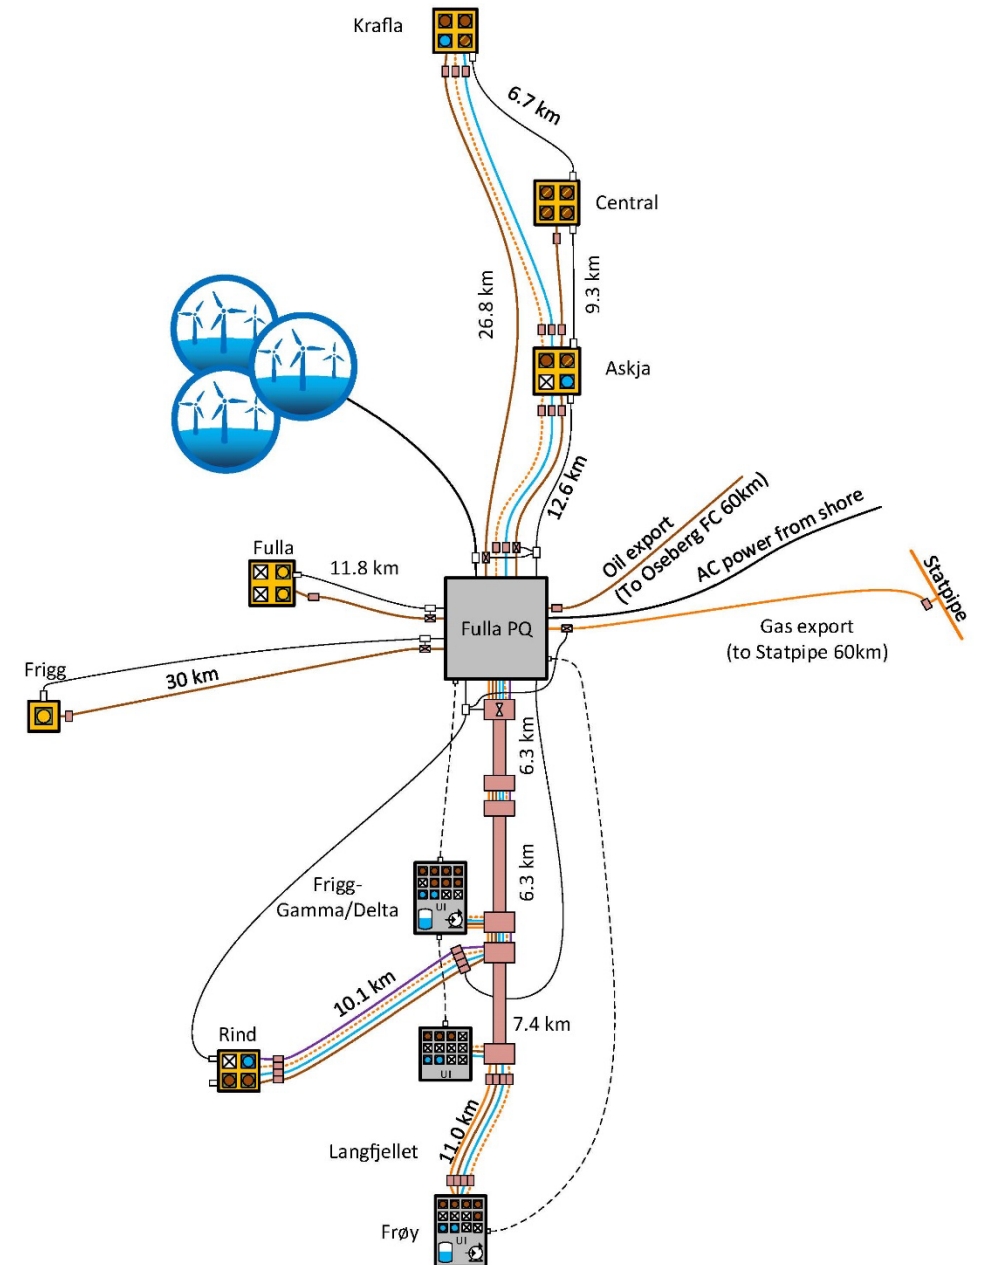 Krafla
6.7 km
Central
26.8 km
9.3 km
Askja
12.6 km
Oil export
(To Oseberg FC 60km)
AC power from shore
Statpipe
Fulla
11.8 km
Fulla PQ
Gas export
(to Statpipe 60km)
Frigg
30 km
6.3 km
6.3 km
Frigg-
Gamma/Delta
UI
10.1 km
7.4 km
Rind
UI
11.0 km
Langfjellet
Frøy
UI